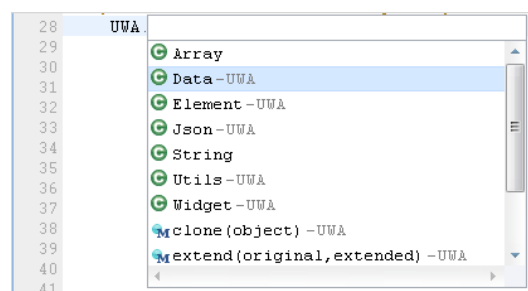 28 UWA.
29
30
31
32
33
34
35
36
37
38
39
40
41
Array
Data - UWA
Element - UWA
Json - UWA
String
Utils - UWA
Widget - UWA
clone(object) - UWA
extend(original,extended) - UWA